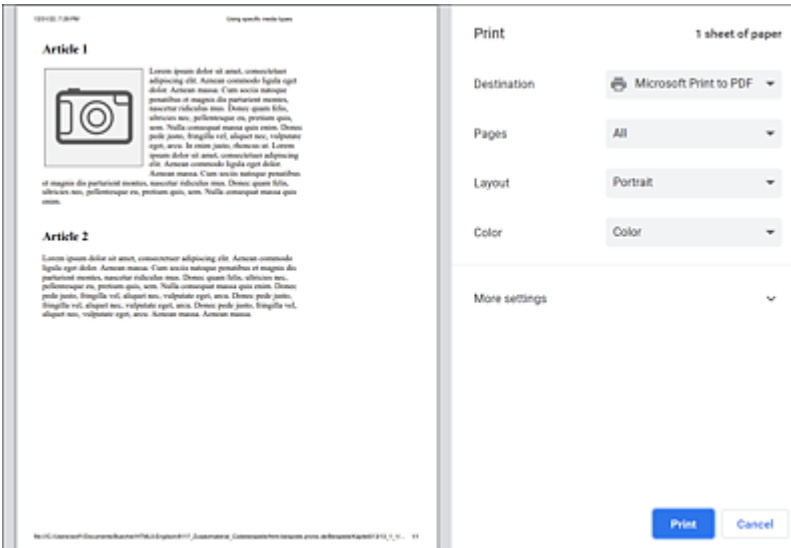 Using specific media types
Article 1
Lorem ipsum dolor sit amet, consectetuer
adipiscing elit. Aenean commodo ligula eget
dolor. Aenean massa. Cum sociis natoque
penatibus et magnis dis parturient montes,
nascetur ridiculus mus. Donec quam felis,
ultricies nec, pellentesque eu, pretium quis,
sem. Nulla consequat massa quis enim. Donec
pede justo, fringilla vel, aliquet nec, vulputate
eget, arcu. In enim justo, rhoncus ut. Lorem
ipsum dolor sit amet, consectetuer adipiscing
elit. Aenean commodo ligula eget dolor.
Aenean massa. Cum sociis natoque penatibus
et magnis dis parturient montes, nascetur ridiculus mus. Donec quam felis,
ultricies nec, pellentesque eu, pretium quis, sem. Nulla consequat massa quis
enim.
Article 2
Lorem ipsum dolor sit amet, consectetuer adipiscing elit. Aenean commodo
ligula eget dolor. Aenean massa. Cum sociis natoque penatibus et magnis dis
parturient montes, nascetur ridiculus mus. Donec quam felis, ultricies nec,
pellentesque eu, pretium quis, sem. Nulla consequat massa quis enim. Donec
pede justo, fringilla vel, aliquet nec, vulputate eget, arcu. Donec pede justo,
fringilla vel, aliquet nec, vulputate eget, arcu. Donec pede justo, fringilla vel,
aliquet nec, vulputate eget, arcu. Aenean massa. Aenean massa.
Print
1 sheet of paper
Destination
Microsoft Print to PDF
Pages
All
Layout
Portrait
Color
Color
More settings
Print
Cancel